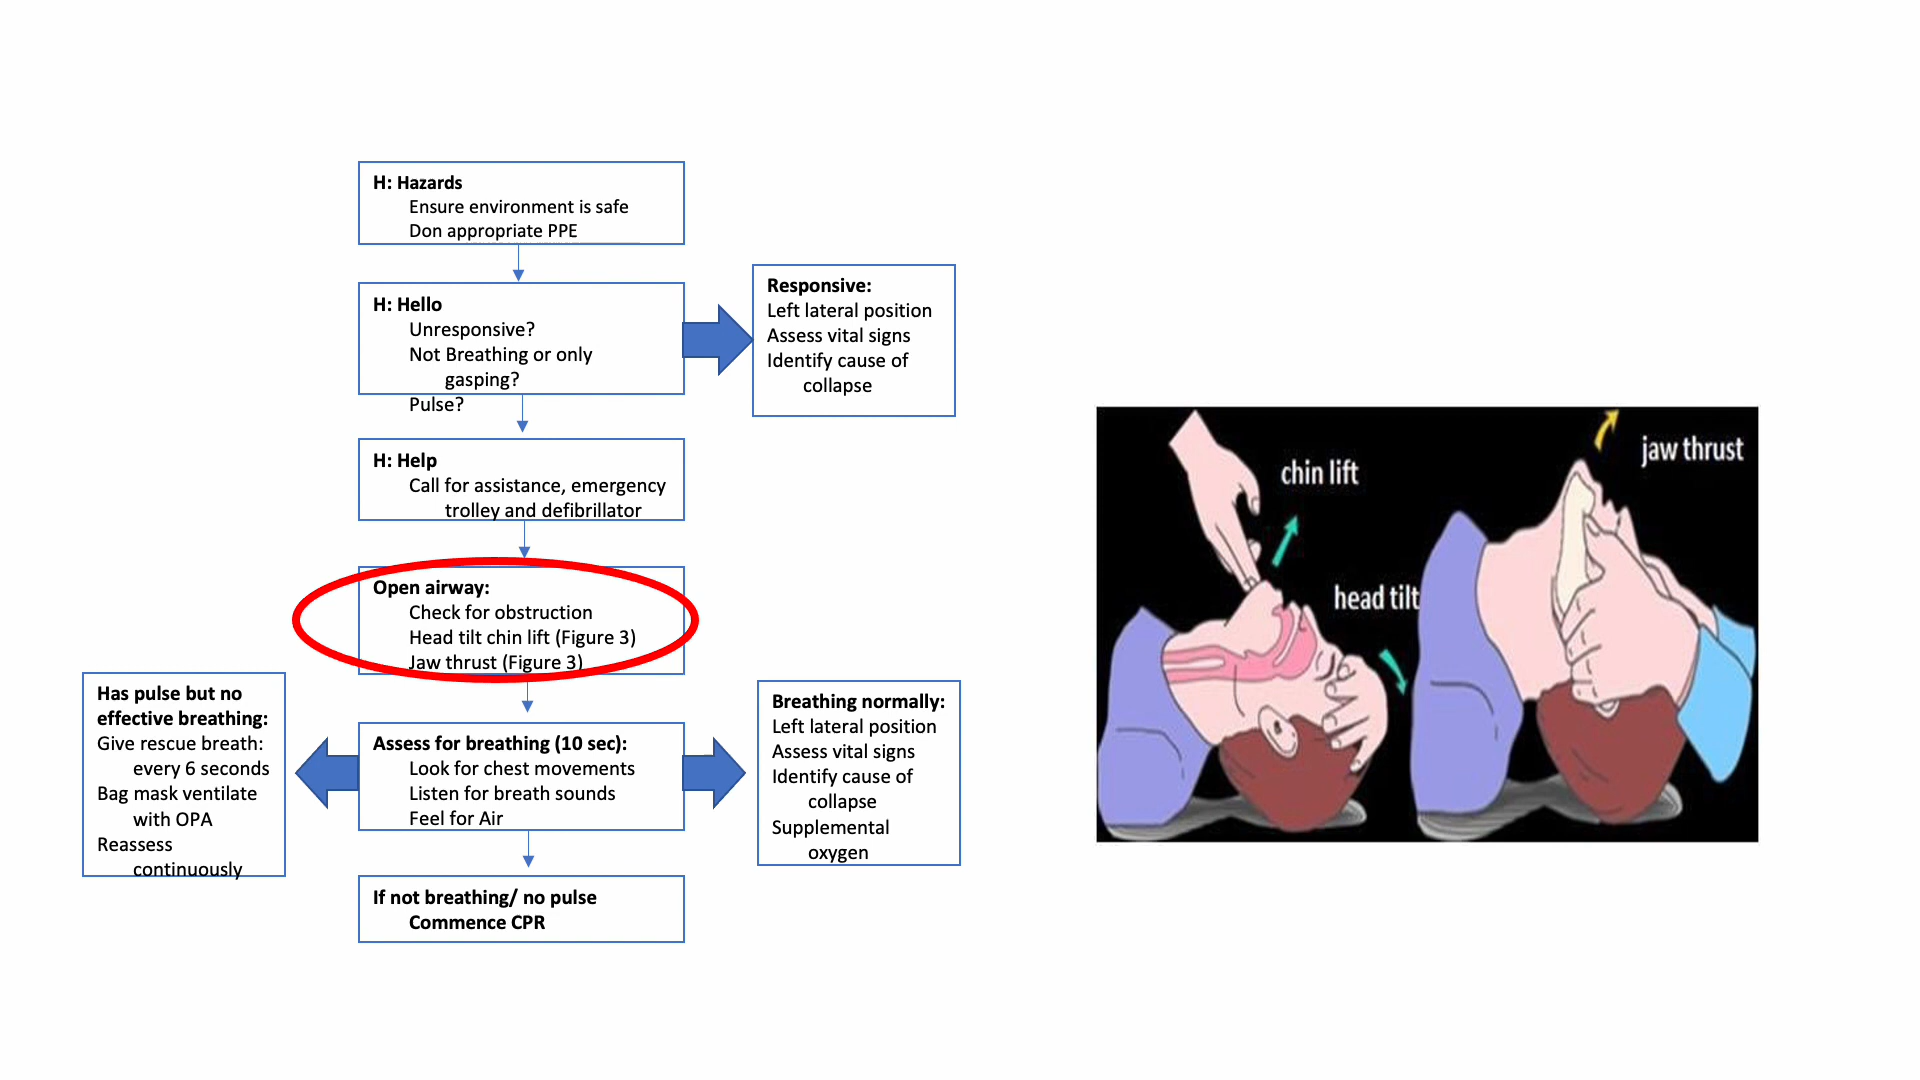 H: Hazards
Ensure environment is safe
Don appropriate PPE
H: Hello
Unresponsive?
Not Breathing or only
gasping?
Pulse?
Responsive:
Left lateral position
Assess vital signs
Identify cause of
collapse
H: Help
Call for assistance, emergency
trolley and defibrillator
Open airway:
Check for obstruction
Head tilt chin lift (Figure 3)
Jaw thrust (Figure 3)
Has pulse but no
effective breathing:
Give rescue breath:
every 6 seconds
Bag mask ventilate
with OPA
Reassess
continuously
Assess for breathing (10 sec):
Look for chest movements
Listen for breath sounds
Feel for Air
Breathing normally:
Left lateral position
Assess vital signs
Identify cause of
collapse
Supplemental
oxygen
If not breathing/ no pulse
Commence CPR
chin lift
head tilt
jaw thrust